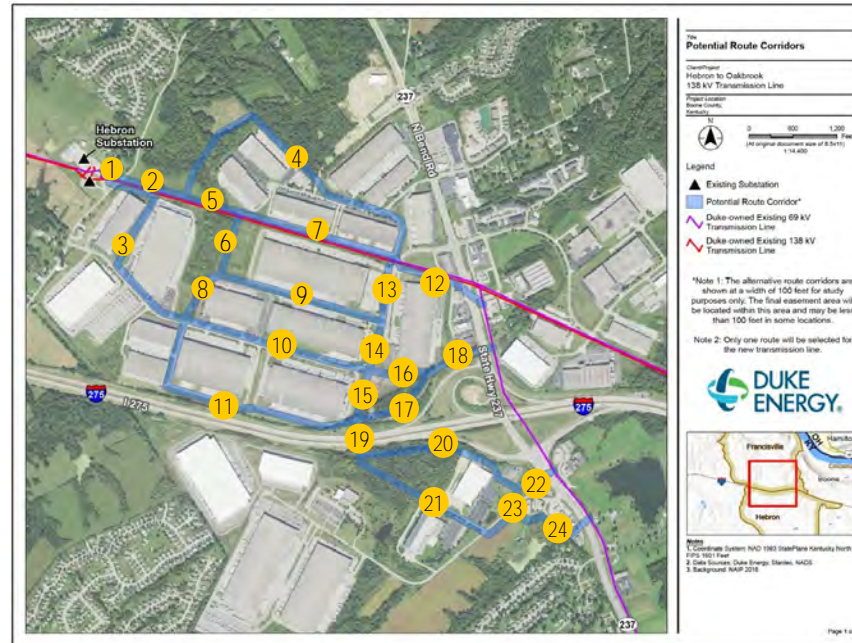 Hebron
Substation
237
N Bend Rd
1
2
3
4
5
6
7
8
9
10
11
12
13
14
15
16
17
18
19
20
21
22
23
24
275
I-275
State Hwy 237
275
237
Title
Potential Route Corridors
Client/Project
Hebron to Oakbrook
138 kV Transmission Line
Project Location
Boone County,
Kentucky
N
0 600 1,200
Feet
(At original document size of 8.5x11)
1:14,400
Legend
Existing Substation
Potential Route Corridor*
Duke-owned Existing 69 kV
Transmission Line
Duke-owned Existing 138 kV
Transmission Line
*Note 1: The alternative route corridors are
shown at a width of 100 feet for study
purposes only. The final easement area will
be located within this area and may be less
than 100 feet in some locations.
Note 2: Only one route will be selected for
the new transmission line.
DUKE
ENERGY®
Francisville
OH
KY
Hebron
Notes
1. Coordinate System: NAD 1983 StatePlane Kentucky North
FIPS 1601 Feet
2. Data Sources: Duke Energy, Stantec, NADS
3. Background: NAIP 2018
Page 1